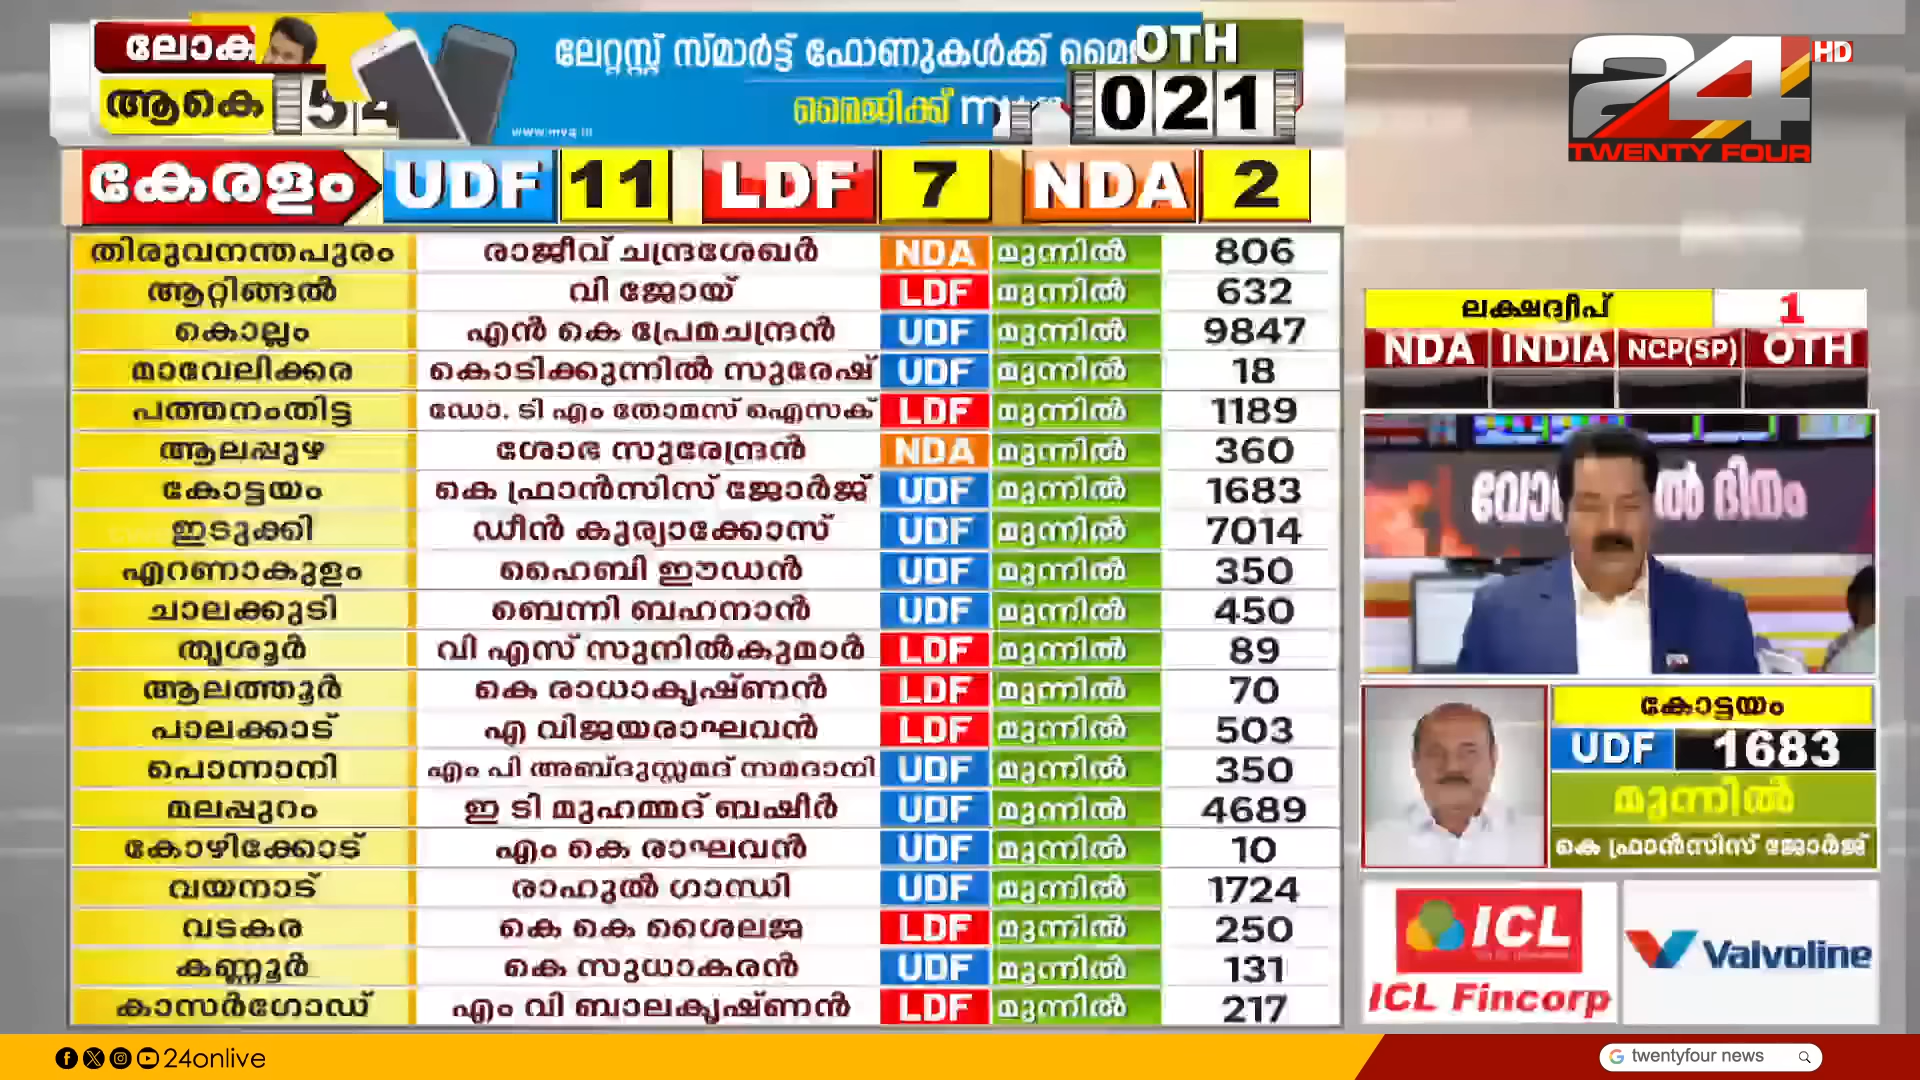 ലോക
ലേറ്റസ്റ്റ് സ്മാർട്ട് ഫോണുകൾക്ക്
OTH
ആകെ 54
മൈജിക്ക്
021
24 HD
TWENTY FOUR
കേരളം UDF 11 LDF 7 NDA 2
തിരുവനന്തപുരം രാജീവ് ചന്ദ്രശേഖർ NDA മുന്നിൽ 806
ആറ്റിങ്ങൽ വി ജോയ് LDF മുന്നിൽ 632
കൊല്ലം എൻ കെ പ്രേമചന്ദ്രൻ UDF മുന്നിൽ 9847
മാവേലിക്കര കൊടിക്കുന്നിൽ സുരേഷ് UDF മുന്നിൽ 18
പത്തനംതിട്ട ഡോ. ടി എം തോമസ് ഐസക് LDF മുന്നിൽ 1189
ആലപ്പുഴ ശോഭ സുരേന്ദ്രൻ NDA മുന്നിൽ 360
കോട്ടയം കെ ഫ്രാൻസിസ് ജോർജ് UDF മുന്നിൽ 1683
ഇടുക്കി ഡീൻ കുര്യാക്കോസ് UDF മുന്നിൽ 7014
എറണാകുളം ഹൈബി ഈഡൻ UDF മുന്നിൽ 350
ചാലക്കുടി ബെന്നി ബഹനാൻ UDF മുന്നിൽ 450
തൃശൂർ വി എസ് സുനിൽകുമാർ LDF മുന്നിൽ 89
ആലത്തൂർ കെ രാധാകൃഷ്ണൻ LDF മുന്നിൽ 70
പാലക്കാട് എ വിജയരാഘവൻ LDF മുന്നിൽ 503
പൊന്നാനി എം പി അബ്ദുസ്സമദ് സമദാനി UDF മുന്നിൽ 350
മലപ്പുറം ഇ ടി മുഹമ്മദ് ബഷീർ UDF മുന്നിൽ 4689
കോഴിക്കോട് എം കെ രാഘവൻ UDF മുന്നിൽ 10
വയനാട് രാഹുൽ ഗാന്ധി UDF മുന്നിൽ 1724
വടകര കെ കെ ശൈലജ LDF മുന്നിൽ 250
കണ്ണൂർ കെ സുധാകരൻ UDF മുന്നിൽ 131
കാസർഗോഡ് എം വി ബാലകൃഷ്ണൻ LDF മുന്നിൽ 217
ലക്ഷദ്വീപ് 1
NDA INDIA NCP(SP) OTH
ദിനം
കോട്ടയം
UDF 1683
മുന്നിൽ
കെ ഫ്രാൻസിസ് ജോർജ്
ICL
ICL Fincorp
Valvoline
24onlive
twentyfour news